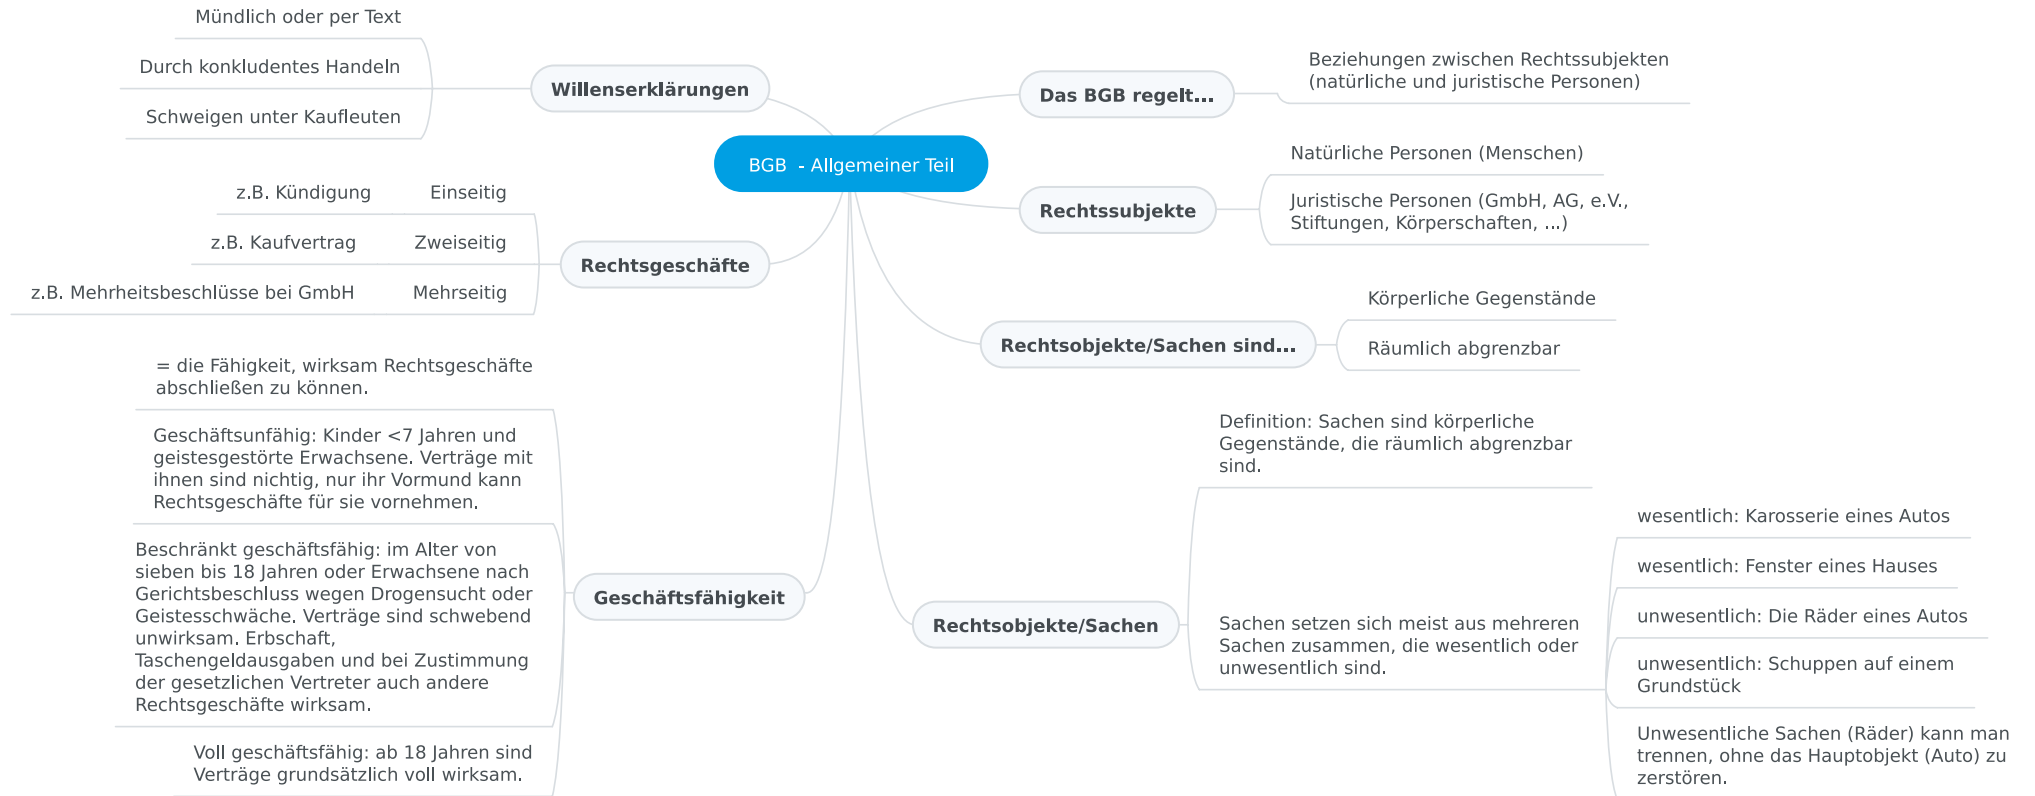 BGB - Allgemeiner Teil
Willenserklärungen
Mündlich oder per Text
Durch konkludentes Handeln
Schweigen unter Kaufleuten
Rechtsgeschäfte
Einseitig
z.B. Kündigung
Zweiseitig
z.B. Kaufvertrag
Mehrseitig
z.B. Mehrheitsbeschlüsse bei GmbH
Geschäftsfähigkeit
= die Fähigkeit, wirksam Rechtsgeschäfte
abschließen zu können.
Geschäftsunfähig: Kinder <7 Jahren und
geistesgestörte Erwachsene. Verträge mit
ihnen sind nichtig, nur ihr Vormund kann
Rechtsgeschäfte für sie vornehmen.
Beschränkt geschäftsfähig: im Alter von
sieben bis 18 Jahren oder Erwachsene nach
Gerichtsbeschluss wegen Drogensucht oder
Geistesschwäche. Verträge sind schwebend
unwirksam. Erbschaft,
Taschengeldausgaben und bei Zustimmung
der gesetzlichen Vertreter auch andere
Rechtsgeschäfte wirksam.
Voll geschäftsfähig: ab 18 Jahren sind
Verträge grundsätzlich voll wirksam.
Das BGB regelt...
Beziehungen zwischen Rechtssubjekten
(natürliche und juristische Personen)
Rechtssubjekte
Natürliche Personen (Menschen)
Juristische Personen (GmbH, AG, e.V.,
Stiftungen, Körperschaften, ...)
Rechtsobjekte/Sachen sind...
Körperliche Gegenstände
Räumlich abgrenzbar
Rechtsobjekte/Sachen
Definition: Sachen sind körperliche
Gegenstände, die räumlich abgrenzbar
sind.
Sachen setzen sich meist aus mehreren
Sachen zusammen, die wesentlich oder
unwesentlich sind.
wesentlich: Karosserie eines Autos
wesentlich: Fenster eines Hauses
unwesentlich: Die Räder eines Autos
unwesentlich: Schuppen auf einem
Grundstück
Unwesentliche Sachen (Räder) kann man
trennen, ohne das Hauptobjekt (Auto) zu
zerstören.